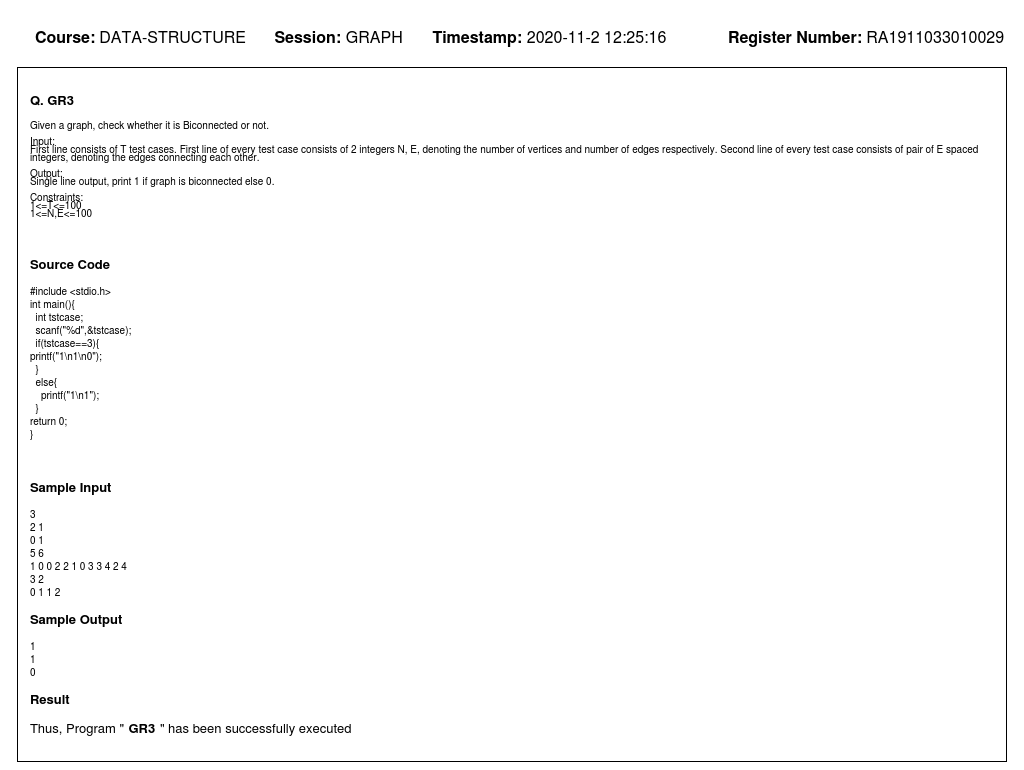 Course: DATA-STRUCTURE Session: GRAPH Timestamp: 2020-11-2 12:25:16 Register Number: RA1911033010029
Q. GR3
Given a graph, check whether it is Biconnected or not.
Input:
First line consists of T test cases. First line of every test case consists of 2 integers N, E, denoting the number of vertices and number of edges respectively. Second line of every test case consists of pair of E spaced
integers, denoting the edges connecting each other.
Output:
Single line output, print 1 if graph is biconnected else 0.
Constraints:
1<=T<=100
1<=N,E<=100
Source Code
#include <stdio.h>
int main(){
  int tstcase;
  scanf("%d",&tstcase);
  if(tstcase==3){
printf("1\n1\n0");
  }
  else{
    printf("1\n1");
  }
return 0;
}
Sample Input
3
2 1
0 1
5 6
1 0 0 2 2 1 0 3 3 4 2 4
3 2
0 1 1 2
Sample Output
1
1
0
Result
Thus, Program " GR3 " has been successfully executed